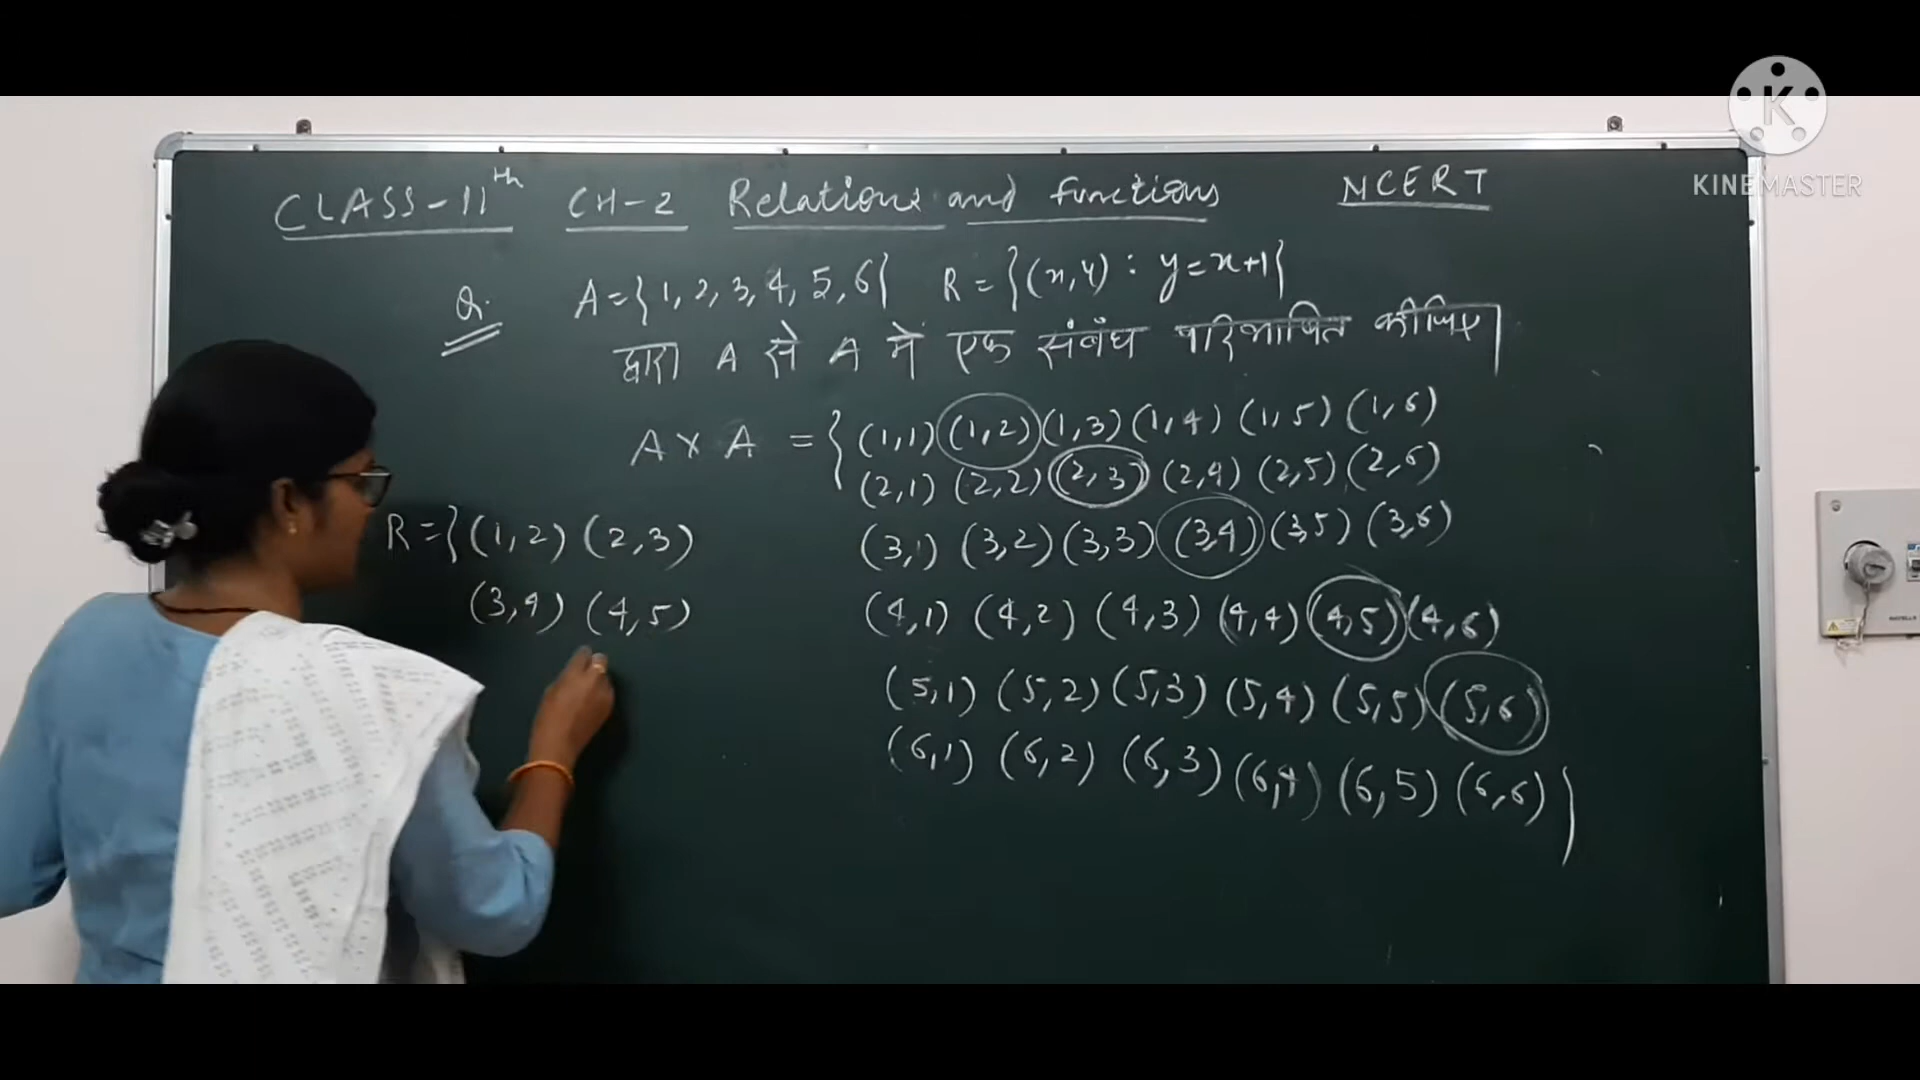 K
KINEMASTER
CLASS-11th CH-2 Relations and functions NCERT
Q. A={1,2,3,4,5,6} R={(x,y): y=x+1}
द्वारा A से A में एक संबंध परिभाषित कीजिए|
A x A = {(1,1) (1,2) (1,3) (1,4) (1,5) (1,6)
(2,1) (2,2) (2,3) (2,4) (2,5) (2,6)
R={(1,2) (2,3)
(3,1) (3,2) (3,3) (3,4) (3,5) (3,6)
(3,4) (4,5)
(4,1) (4,2) (4,3) (4,4) (4,5) (4,6)
(5,1) (5,2) (5,3) (5,4) (5,5) (5,6)
(6,1) (6,2) (6,3) (6,4) (6,5) (6,6)}